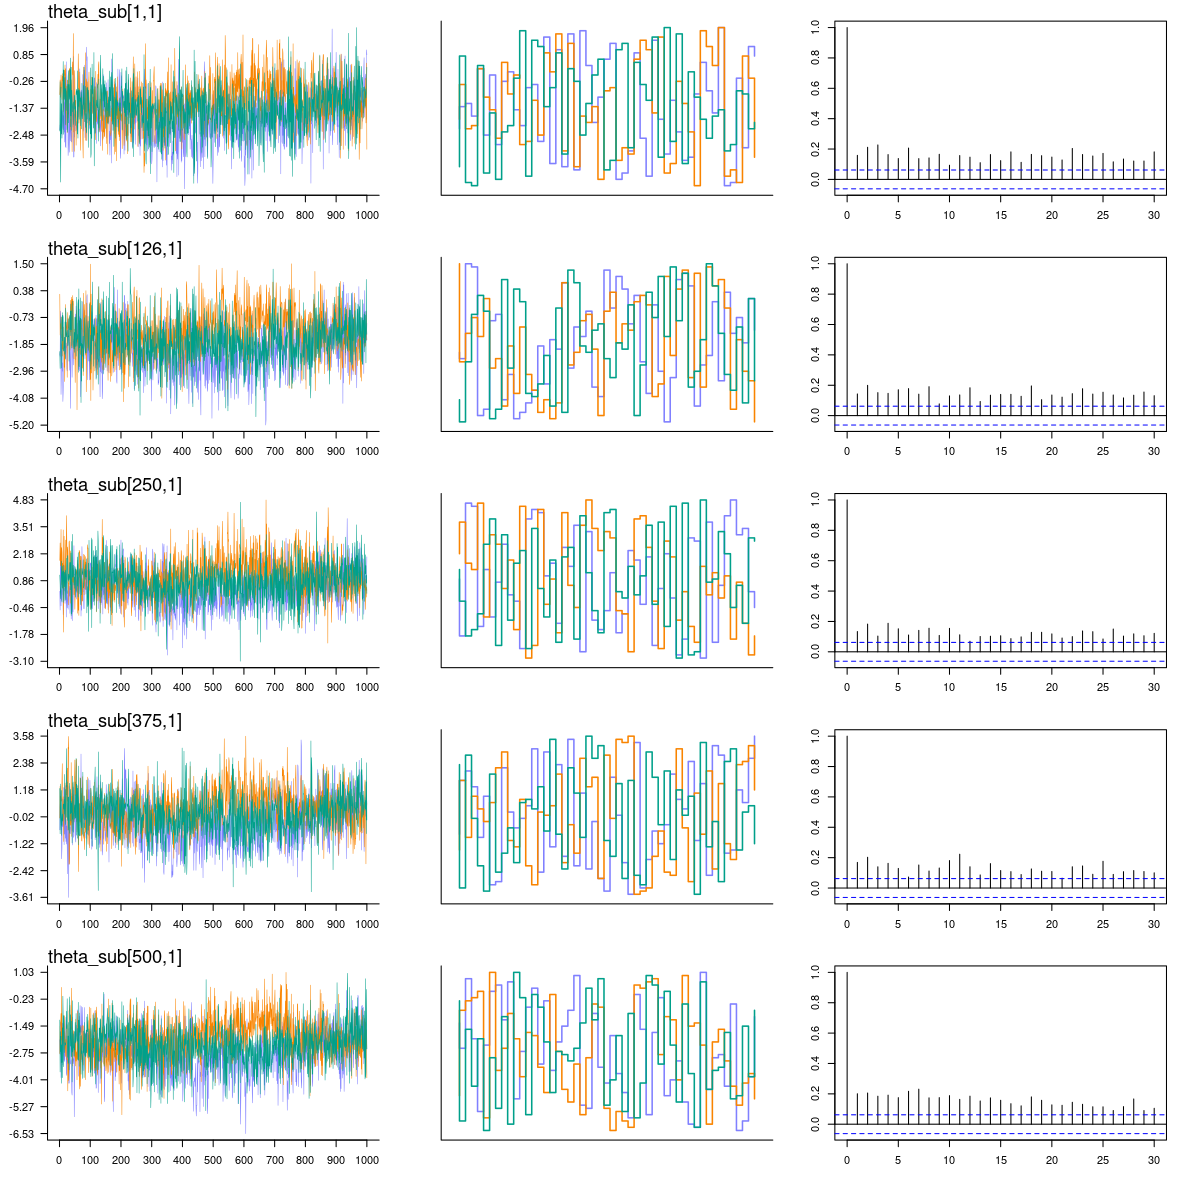 theta_sub[1,1]
1.96
0.85
-0.26
-1.37
-2.48
-3.59
-4.70
0 100 200 300 400 500 600 700 800 900 1000
0.0 0.2 0.4 0.6 0.8 1.0
0 5 10 15 20 25 30
theta_sub[126,1]
1.50
0.38
-0.73
-1.85
-2.96
-4.08
-5.20
0 100 200 300 400 500 600 700 800 900 1000
0.0 0.2 0.4 0.6 0.8 1.0
0 5 10 15 20 25 30
theta_sub[250,1]
4.83
3.51
2.18
0.86
-0.46
-1.78
-3.10
0 100 200 300 400 500 600 700 800 900 1000
0.0 0.2 0.4 0.6 0.8 1.0
0 5 10 15 20 25 30
theta_sub[375,1]
3.58
2.38
1.18
-0.02
-1.22
-2.42
-3.61
0 100 200 300 400 500 600 700 800 900 1000
0.0 0.2 0.4 0.6 0.8 1.0
0 5 10 15 20 25 30
theta_sub[500,1]
1.03
-0.23
-1.49
-2.75
-4.01
-5.27
-6.53
0 100 200 300 400 500 600 700 800 900 1000
0.0 0.2 0.4 0.6 0.8 1.0
0 5 10 15 20 25 30